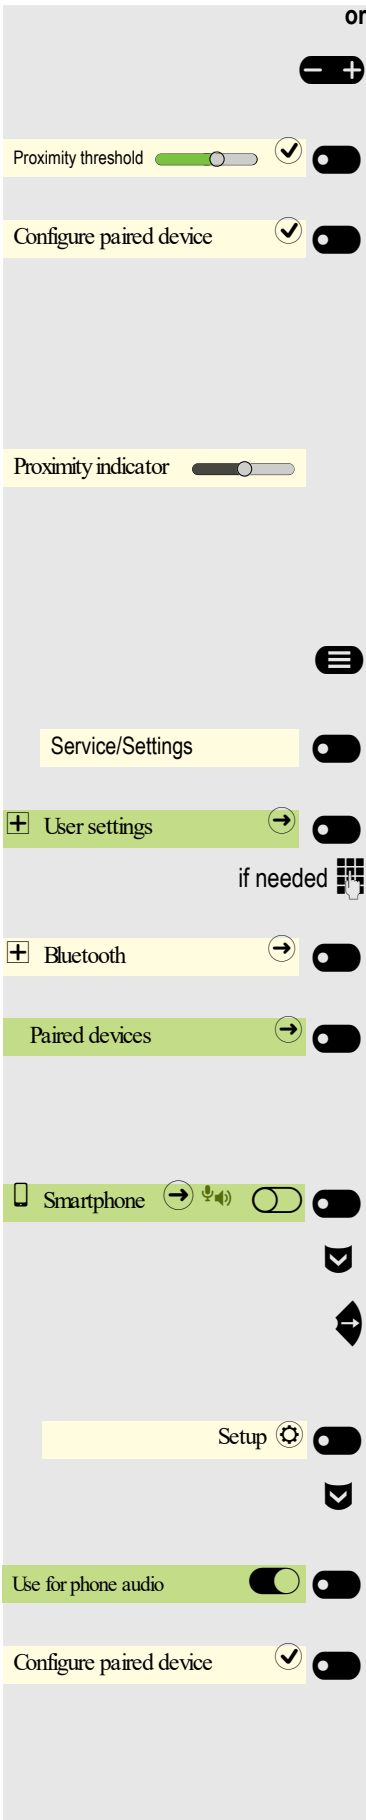 or
Proximity threshold
Configure paired device
Proximity indicator
Service/Settings
User settings
if needed
Bluetooth
Paired devices
Smartphone
Setup
Use for phone audio
Configure paired device